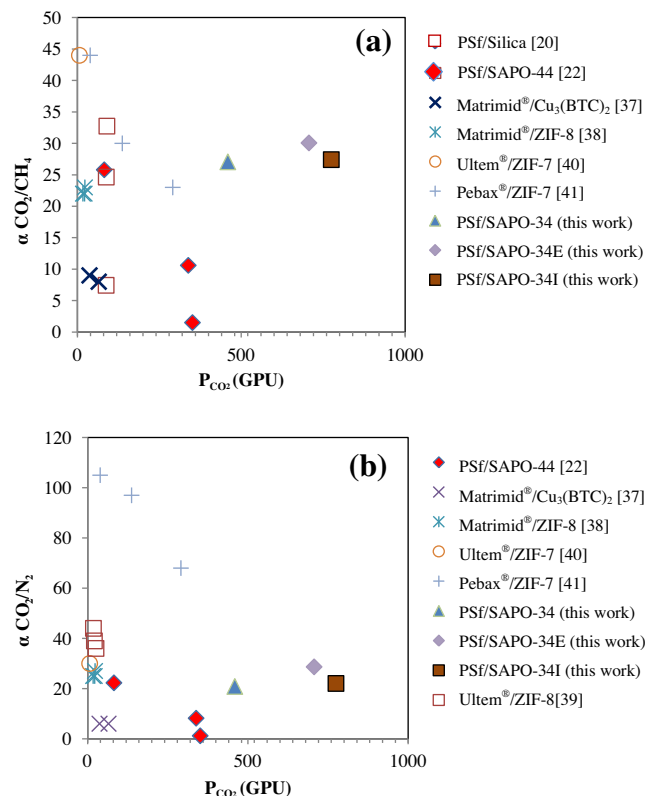 (a)
α CO₂/CH₄
50
45
40
35
30
25
20
15
10
5
0
0 500 1000
P_CO₂ (GPU)
PSf/Silica [20]
PSf/SAPO-44 [22]
Matrimid®/Cu₃(BTC)₂ [37]
Matrimid®/ZIF-8 [38]
Ultem®/ZIF-7 [40]
Pebax®/ZIF-7 [41]
PSf/SAPO-34 (this work)
PSf/SAPO-34E (this work)
PSf/SAPO-34I (this work)
(b)
α CO₂/N₂
120
100
80
60
40
20
0
0 500 1000
P_CO₂ (GPU)
PSf/SAPO-44 [22]
Matrimid®/Cu₃(BTC)₂ [37]
Matrimid®/ZIF-8 [38]
Ultem®/ZIF-7 [40]
Pebax®/ZIF-7 [41]
PSf/SAPO-34 (this work)
PSf/SAPO-34E (this work)
PSf/SAPO-34I (this work)
Ultem®/ZIF-8[39]